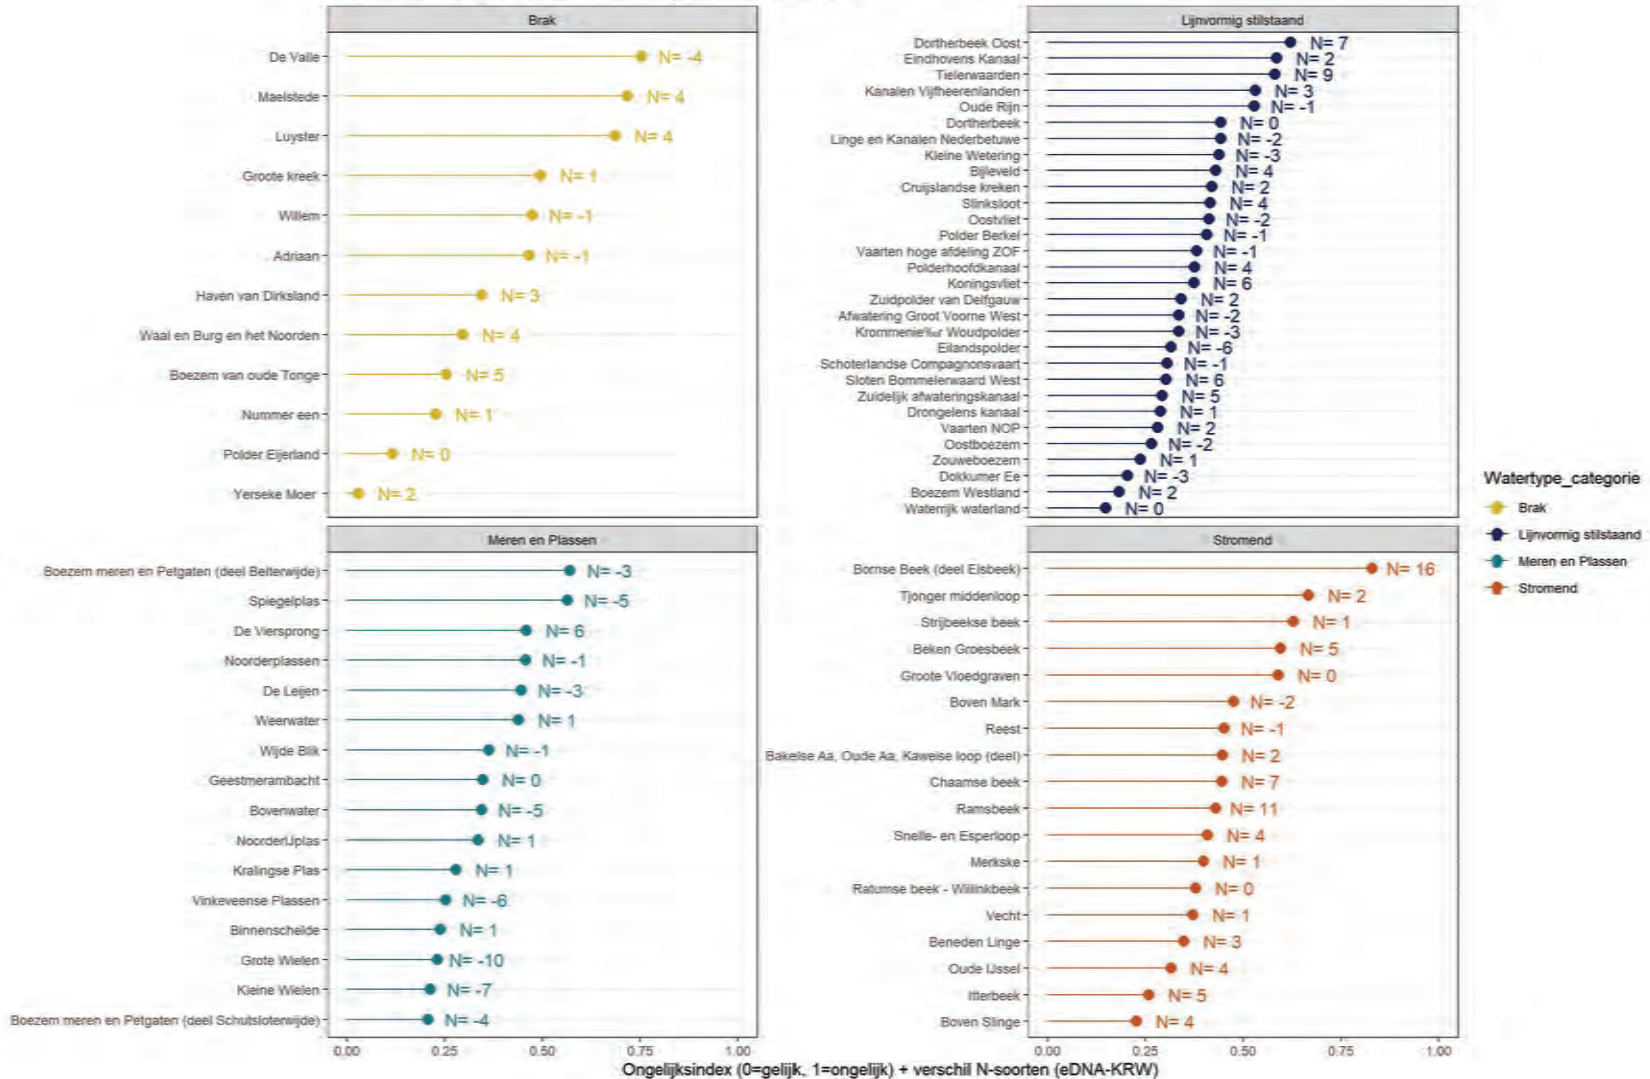 Brak
De Valle N= -4
Maelstede N= 4
Luyster N= 4
Groote kreek N= 1
Willem N= -1
Adriaan N= -1
Haven van Dirksland N= 3
Waal en Burg en het Noorden N= 4
Boezem van oude Tonge N= 5
Nummer een N= 1
Polder Eijerland N= 0
Yerseke Moer N= 2
Lijnvormig stilstaand
Dortherbeek Oost N= 7
Eindhovens Kanaal N= 2
Tielerwaarden N= 9
Kanalen Vijfheerenlanden N= 3
Oude Rijn N= -1
Dortherbeek N= 0
Linge en Kanalen Nederbetuwe N= -2
Kleine Wetering N= -3
Bijleveld N= 4
Cruijslandse kreken N= 2
Slinksloot N= 4
Oostvliet N= -2
Polder Berkel N= -1
Vaarten hoge afdeling ZOF N= -1
Polderhoofdkanaal N= 4
Koningsvliet N= 6
Zuidpolder van Delfgauw N= 2
Afwatering Groot Voorne West N= -2
Krommenie‰r Woudpolder N= -3
Eilandspolder N= -6
Schoterlandse Compagnonsvaart N= -1
Sloten Bommelerwaard West N= 6
Zuidelijk afwateringskanaal N= 5
Drongelens kanaal N= 1
Vaarten NOP N= 2
Oostboezem N= -2
Zouweboezem N= 1
Dokkumer Ee N= -3
Boezem Westland N= 2
Waterrijk waterland N= 0
Meren en Plassen
Boezem meren en Petgaten (deel Belterwijde) N= -3
Spiegelplas N= -5
De Viersprong N= 6
Noorderplassen N= -1
De Leijen N= -3
Weerwater N= 1
Wijde Blik N= -1
Geestmerambacht N= 0
Bovenwater N= -5
NoorderIJplas N= 1
Kralingse Plas N= 1
Vinkeveense Plassen N= -6
Binnenschelde N= 1
Grote Wielen N= -10
Kleine Wielen N= -7
Boezem meren en Petgaten (deel Schutsloterwijde) N= -4
0.00 0.25 0.50 0.75 1.00
Stromend
Bornse Beek (deel Elsbeek) N= 16
Tjonger middenloop N= 2
Strijbeekse beek N= 1
Beken Groesbeek N= 5
Groote Vloedgraven N= 0
Boven Mark N= -2
Reest N= -1
Bakelse Aa, Oude Aa, Kaweise loop (deel) N= 2
Chaamse beek N= 7
Ramsbeek N= 11
Snelle- en Esperloop N= 4
Merkske N= 1
Ratumse beek - Willinkbeek N= 0
Vecht N= 1
Beneden Linge N= 3
Oude IJssel N= 4
Itterbeek N= 5
Boven Slinge N= 4
0.00 0.25 0.50 0.75 1.00
Ongelijksindex (0=gelijk, 1=ongelijk) + verschil N-soorten (eDNA-KRW)
Watertype_categorie
Brak
Lijnvormig stilstaand
Meren en Plassen
Stromend